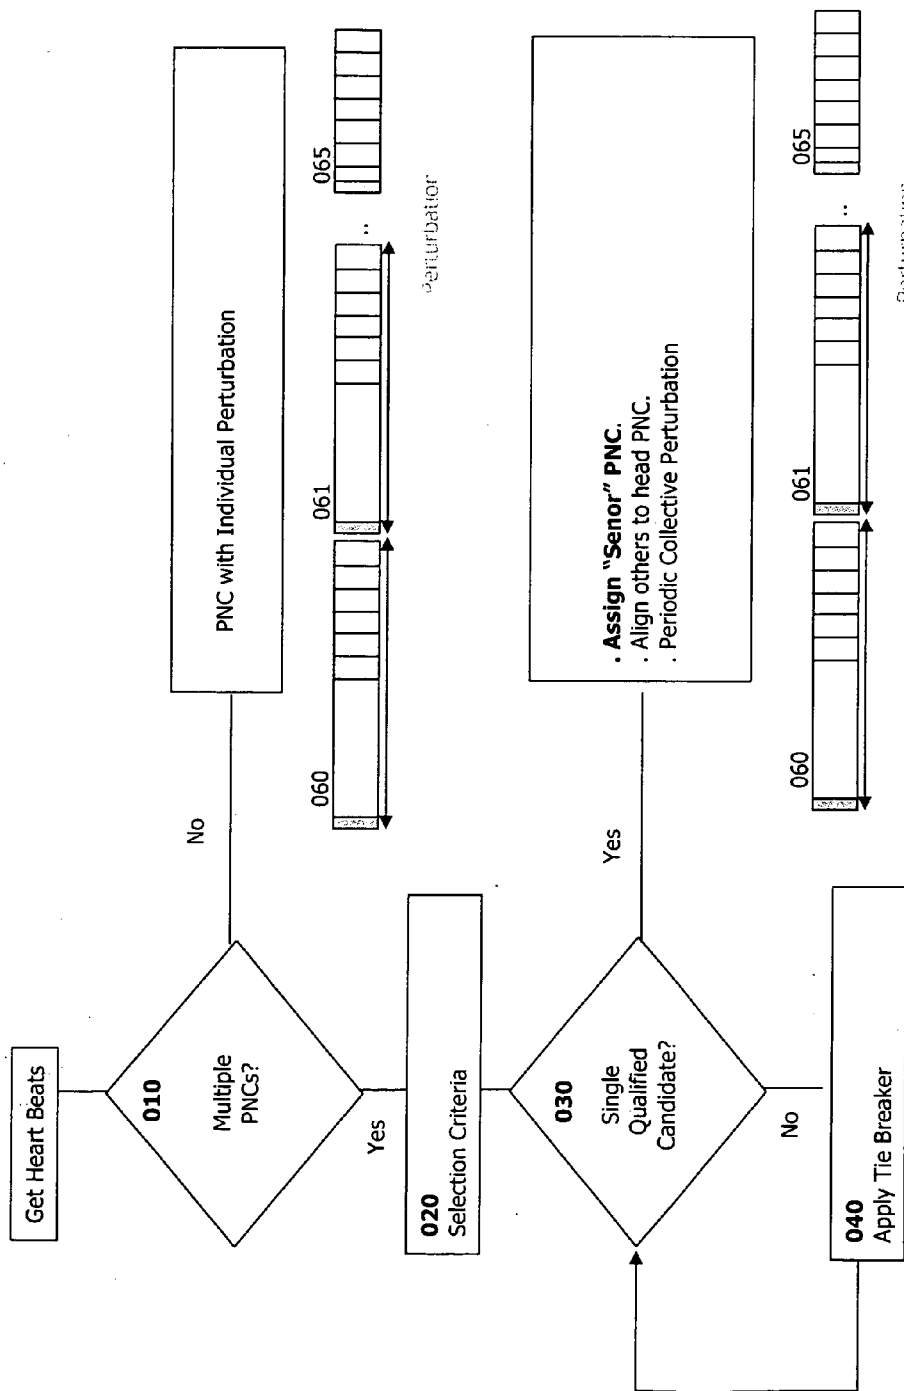 Get Heart Beats
010
Multiple
PNCs?
No
PNC with Individual Perturbation
060
061
..
065
Perturbation
Yes
020
Selection Criteria
030
Single
Qualified
Candidate?
Yes
. Assign "Senor" PNC.
. Align others to head PNC.
. Periodic Collective Perturbation
060
061
..
065
No
040
Apply Tie Breaker